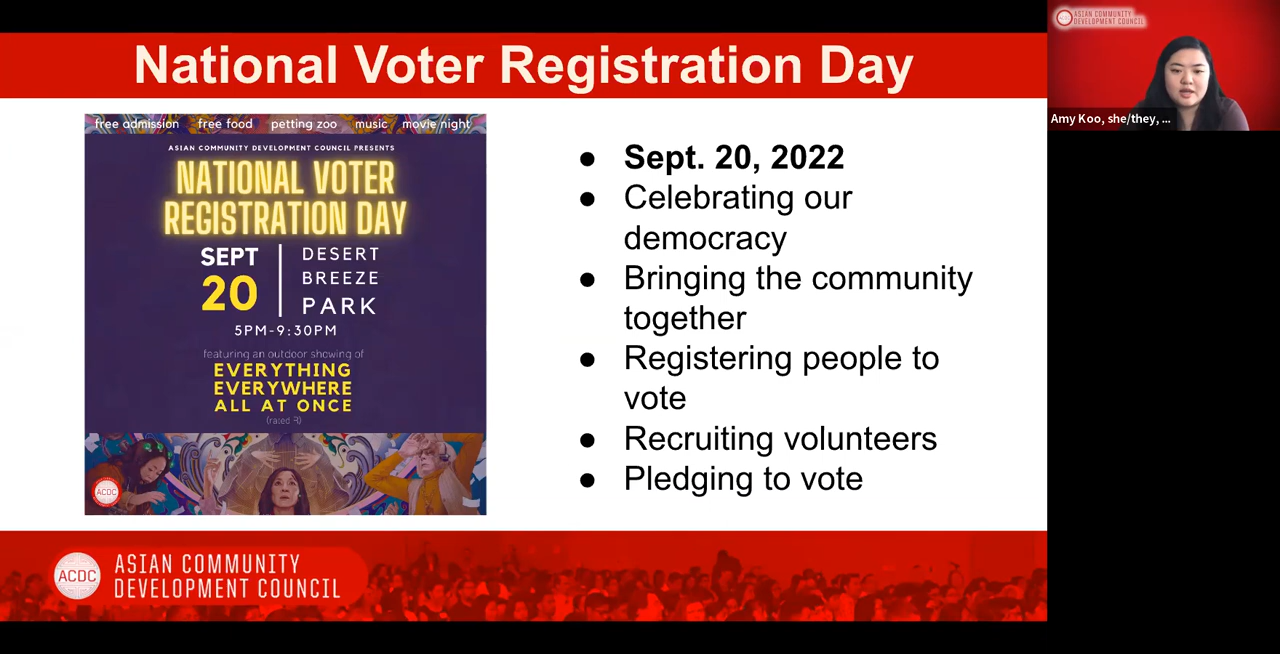 National Voter Registration Day
free admission free food petting zoo music movie night
ASIAN COMMUNITY DEVELOPMENT COUNCIL PRESENTS
NATIONAL VOTER
REGISTRATION DAY
SEPT
20
DESERT
BREEZE
PARK
5PM-9:30PM
featuring an outdoor showing of
EVERYTHING
EVERYWHERE
ALL AT ONCE
(rated R)
ACDC
● Sept. 20, 2022
● Celebrating our
democracy
● Bringing the community
together
● Registering people to
vote
● Recruiting volunteers
● Pledging to vote
ACDC
ASIAN COMMUNITY
DEVELOPMENT COUNCIL
ASIAN COMMUNITY
DEVELOPMENT COUNCIL
Amy Koo, she/they, ...